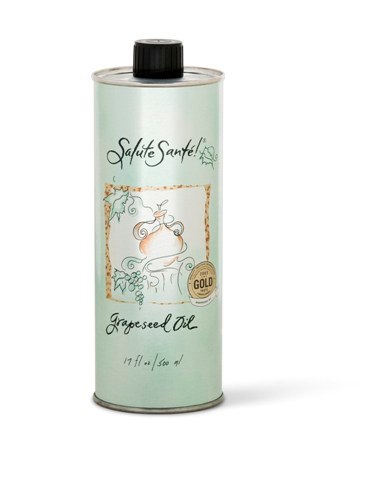 Salute Santé!
GOLD
Grapeseed Oil
17 fl oz / 500 ml